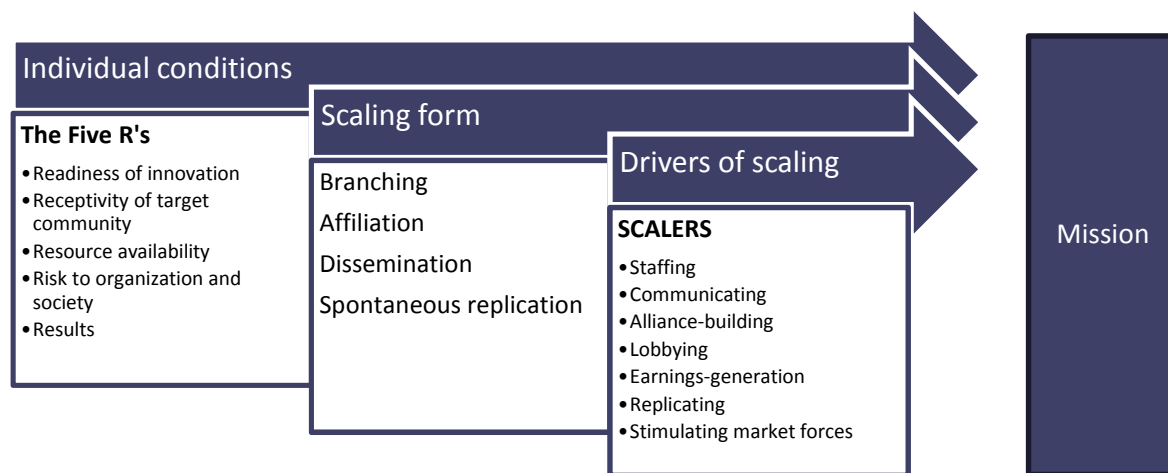 Individual conditions
The Five R's
•Readiness of innovation
•Receptivity of target
community
•Resource availability
•Risk to organization and
society
•Results
Scaling form
Branching
Affiliation
Dissemination
Spontaneous replication
Drivers of scaling
SCALERS
•Staffing
•Communicating
•Alliance-building
•Lobbying
•Earnings-generation
•Replicating
•Stimulating market forces
Mission